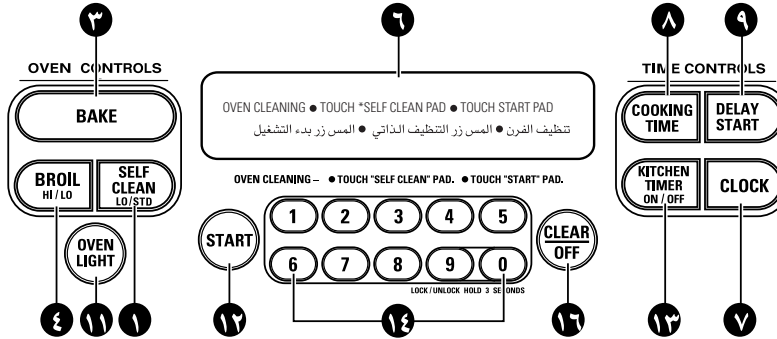 ٣ ٦ ٨ ٩
OVEN CONTROLS
TIME CONTROLS
BAKE
BROIL
HI / LO
SELF
CLEAN
LO/STD
OVEN
LIGHT
٤ ١١ ١
OVEN CLEANING ● TOUCH *SELF CLEAN PAD ● TOUCH START PAD
تنظيف الفرن ● المس زر التنظيف الذاتي ● المس زر بدء التشغيل
OVEN CLEANING – ● TOUCH "SELF CLEAN" PAD. ● TOUCH "START" PAD.
START
1 2 3 4 5
6 7 8 9 0
LOCK/UNLOCK HOLD 3 SECONDS
CLEAR
OFF
١٢ ١٤ ١٦
COOKING
TIME
DELAY
START
KITCHEN
TIMER
ON / OFF
CLOCK
١٣ ٧